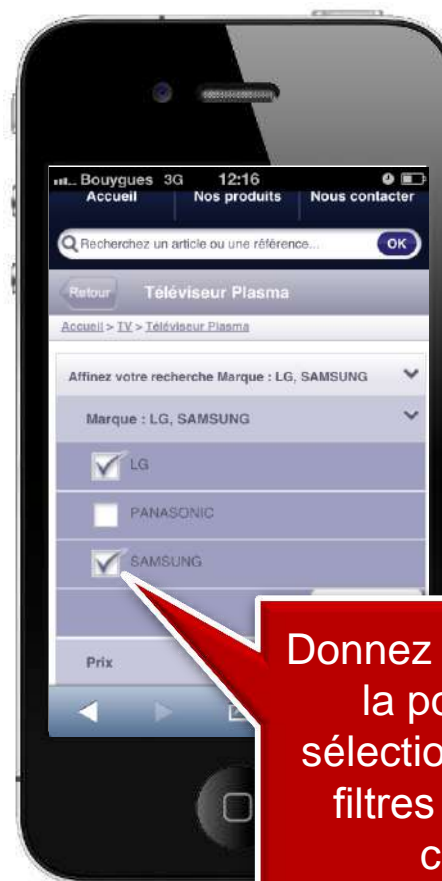 Bouygues 3G 12:16
Accueil Nos produits Nous contacter
Recherchez un article ou une référence... OK
Retour Téléviseur Plasma
Accueil > TV > Téléviseur Plasma
Affinez votre recherche Marque : LG, SAMSUNG
Marque : LG, SAMSUNG
LG
PANASONIC
SAMSUNG
Prix
Donnez
la
filtres